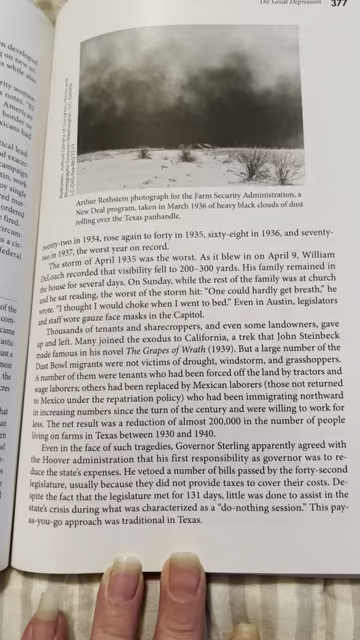 The Great Depression 377
Arthur Rothstein photograph for the Farm Security Administration, a
New Deal program, taken in March 1936 of heavy black clouds of dust
rolling over the Texas panhandle.
twenty-two in 1934, rose again to forty in 1935, sixty-eight in 1936, and seventy-
two in 1937, the worst year on record.
The storm of April 1935 was the worst. As it blew in on April 9, William
DeLoach recorded that visibility fell to 200–300 yards. His family remained in
the house for several days. On Sunday, while the rest of the family was at church
and he sat reading, the worst of the storm hit: "One could hardly get breath," he
wrote. "I thought I would choke when I went to bed." Even in Austin, legislators
and staff wore gauze face masks in the Capitol.
Thousands of tenants and sharecroppers, and even some landowners, gave
up and left. Many joined the exodus to California, a trek that John Steinbeck
made famous in his novel The Grapes of Wrath (1939). But a large number of the
Dust Bowl migrants were not victims of drought, windstorm, and grasshoppers.
A number of them were tenants who had been forced off the land by tractors and
wage laborers; others had been replaced by Mexican laborers (those not returned
to Mexico under the repatriation policy) who had been immigrating northward
in increasing numbers since the turn of the century and were willing to work for
less. The net result was a reduction of almost 200,000 in the number of people
living on farms in Texas between 1930 and 1940.
Even in the face of such tragedies, Governor Sterling apparently agreed with
the Hoover administration that his first responsibility as governor was to re-
duce the state's expenses. He vetoed a number of bills passed by the forty-second
legislature, usually because they did not provide taxes to cover their costs. De-
spite the fact that the legislature met for 131 days, little was done to assist in the
state's crisis during what was characterized as a "do-nothing session." This pay-
as-you-go approach was traditional in Texas.